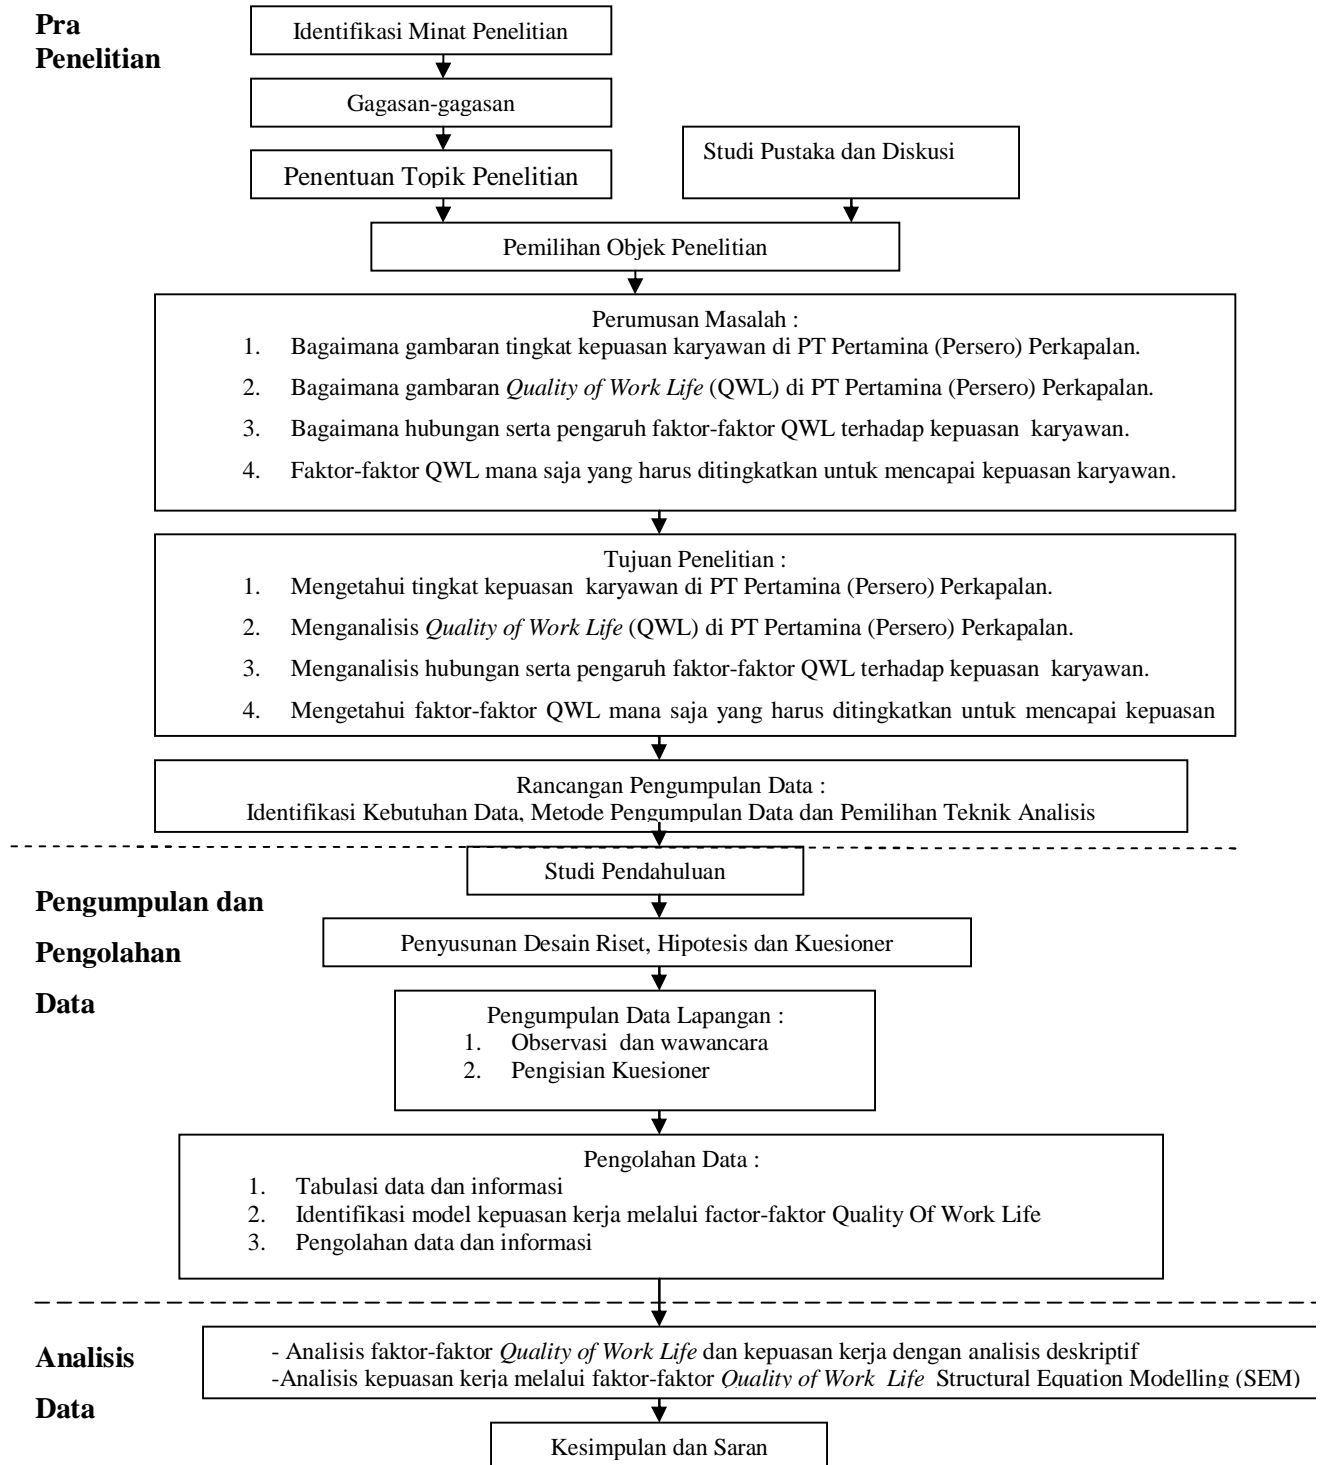 Pra
Penelitian
Identifikasi Minat Penelitian
Gagasan-gagasan
Studi Pustaka dan Diskusi
Penentuan Topik Penelitian
Pemilihan Objek Penelitian
Perumusan Masalah :
1. Bagaimana gambaran tingkat kepuasan karyawan di PT Pertamina (Persero) Perkapalan.
2. Bagaimana gambaran Quality of Work Life (QWL) di PT Pertamina (Persero) Perkapalan.
3. Bagaimana hubungan serta pengaruh faktor-faktor QWL terhadap kepuasan karyawan.
4. Faktor-faktor QWL mana saja yang harus ditingkatkan untuk mencapai kepuasan karyawan.
Tujuan Penelitian :
1. Mengetahui tingkat kepuasan karyawan di PT Pertamina (Persero) Perkapalan.
2. Menganalisis Quality of Work Life (QWL) di PT Pertamina (Persero) Perkapalan.
3. Menganalisis hubungan serta pengaruh faktor-faktor QWL terhadap kepuasan karyawan.
4. Mengetahui faktor-faktor QWL mana saja yang harus ditingkatkan untuk mencapai kepuasan
Rancangan Pengumpulan Data :
Identifikasi Kebutuhan Data, Metode Pengumpulan Data dan Pemilihan Teknik Analisis
Studi Pendahuluan
Pengumpulan dan
Pengolahan
Data
Penyusunan Desain Riset, Hipotesis dan Kuesioner
Pengumpulan Data Lapangan :
1. Observasi dan wawancara
2. Pengisian Kuesioner
Pengolahan Data :
1. Tabulasi data dan informasi
2. Identifikasi model kepuasan kerja melalui factor-faktor Quality Of Work Life
3. Pengolahan data dan informasi
Analisis
Data
- Analisis faktor-faktor Quality of Work Life dan kepuasan kerja dengan analisis deskriptif
-Analisis kepuasan kerja melalui faktor-faktor Quality of Work Life Structural Equation Modelling (SEM)
Kesimpulan dan Saran